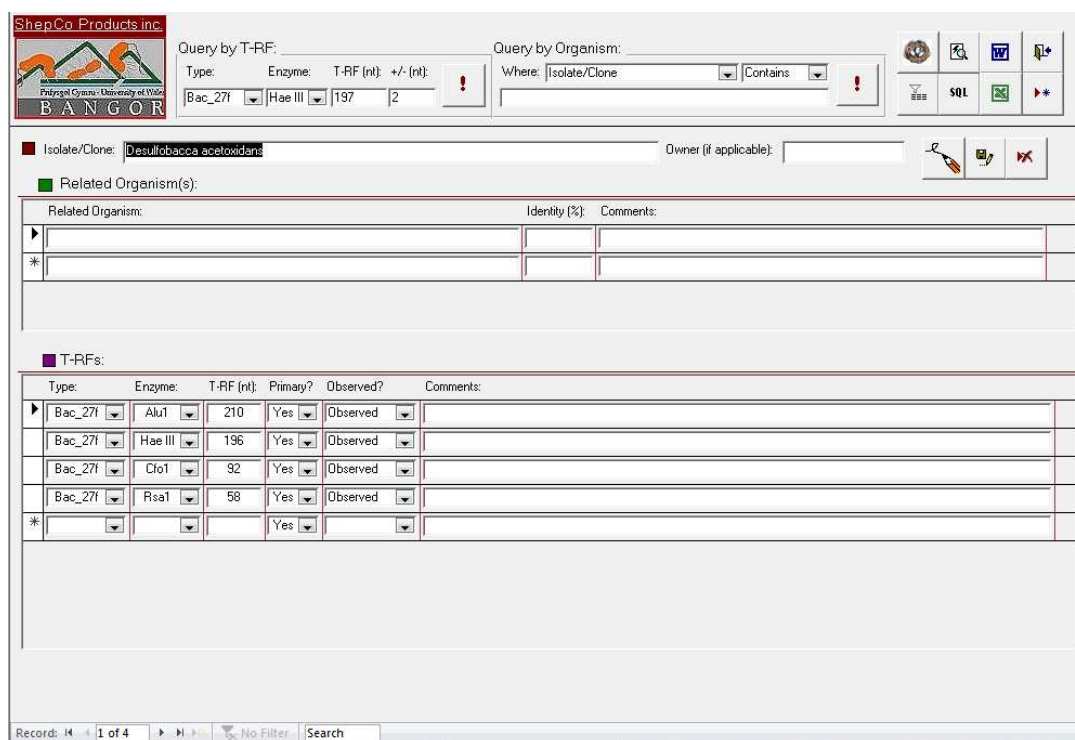 ShepCo Products inc.
Prifysgol Cymru - University of Wales
BANGOR
Query by T-RF:
Type: Enzyme: T-RF (nt): +/- (nt):
Bac_27f Hae III 197 2 !
Query by Organism:
Where: Isolate/Clone Contains !
W
SQL
Isolate/Clone: Desulfobacca acetoxidans Owner (if applicable):
Related Organism(s):
Related Organism: Identity (%): Comments:
*
T-RFs:
Type: Enzyme: T-RF (nt): Primary? Observed? Comments:
Bac_27f Alu1 210 Yes Observed
Bac_27f Hae III 196 Yes Observed
Bac_27f Cfo1 92 Yes Observed
Bac_27f Rsa1 58 Yes Observed
* Yes
Record: 1 of 4 No Filter Search